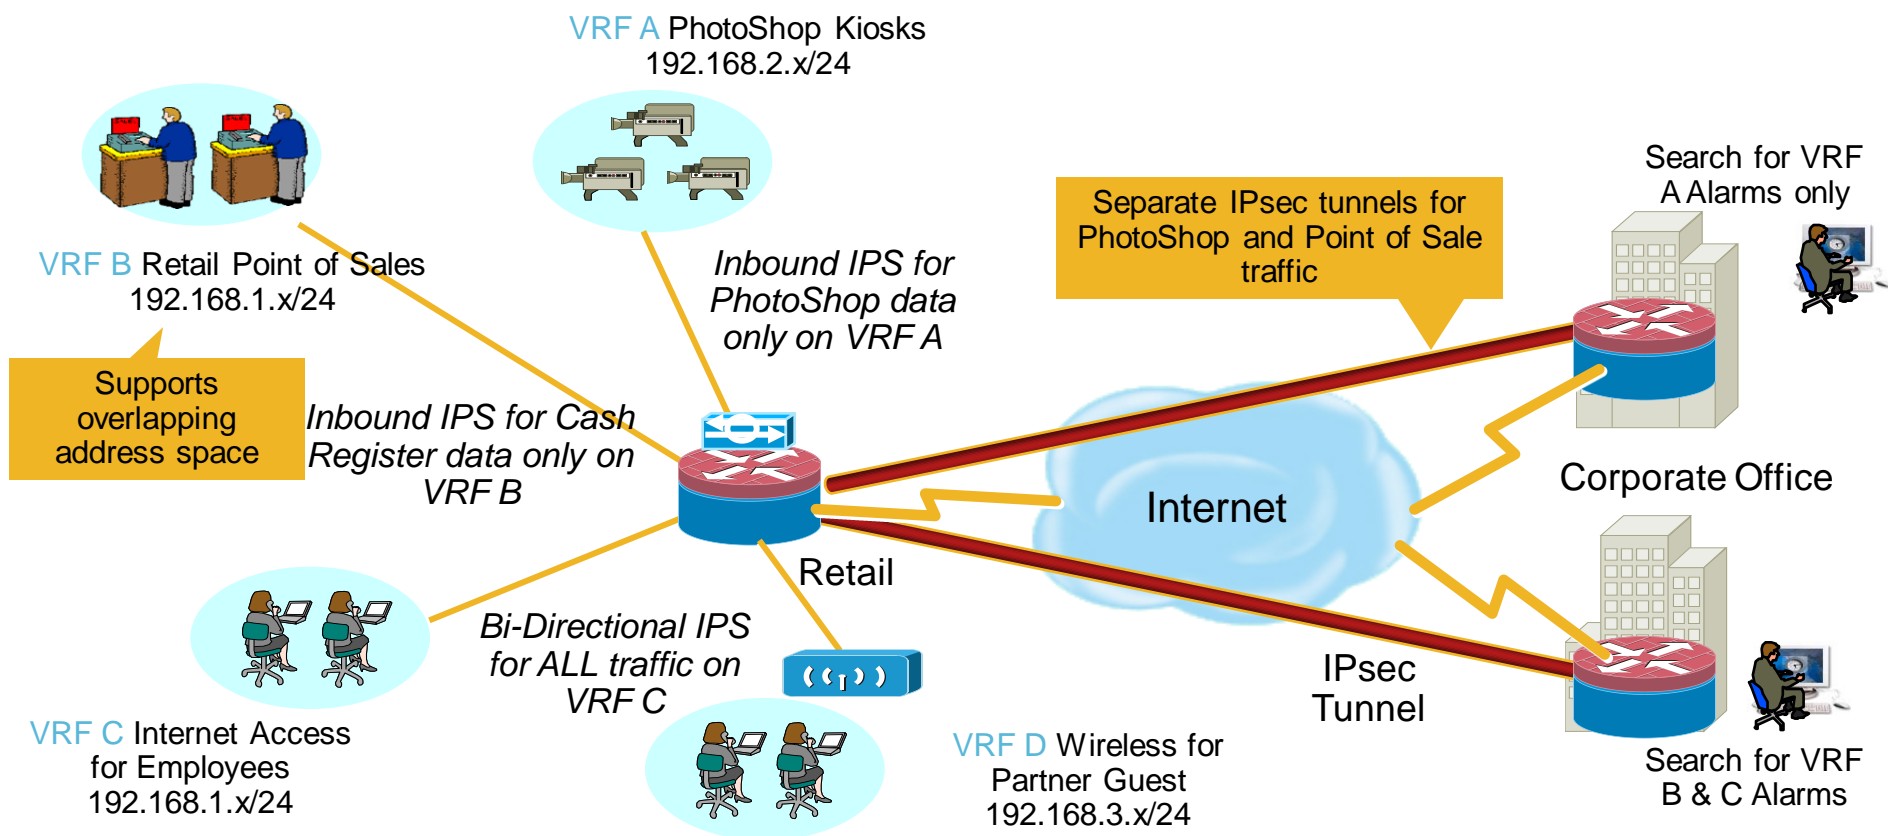 VRF A PhotoShop Kiosks
192.168.2.x/24
VRF B Retail Point of Sales
192.168.1.x/24
Supports
overlapping
address space
Inbound IPS for
PhotoShop data
only on VRF A
Inbound IPS for Cash
Register data only on
VRF B
Separate IPsec tunnels for
PhotoShop and Point of Sale
traffic
Search for VRF
A Alarms only
Corporate Office
Internet
Retail
Bi-Directional IPS
for ALL traffic on
VRF C
IPsec
Tunnel
VRF C Internet Access
for Employees
192.168.1.x/24
VRF D Wireless for
Partner Guest
192.168.3.x/24
Search for VRF
B & C Alarms